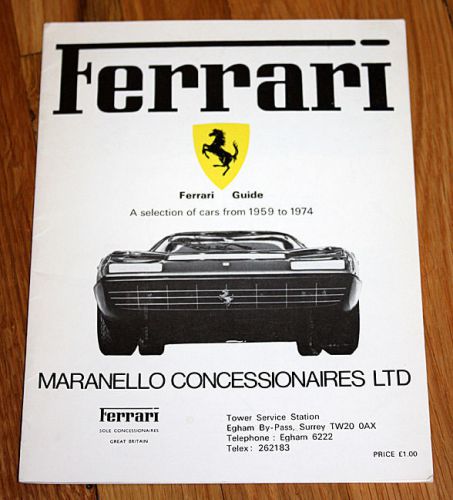 Ferrari
Ferrari Guide
A selection of cars from 1959 to 1974
MARANELLO CONCESSIONAIRES LTD
Ferrari
SOLE CONCESSIONAIRES
GREAT BRITAIN
Tower Service Station
Egham By-Pass, Surrey TW20 0AX
Telephone : Egham 6222
Telex : 262183
PRICE £1.00